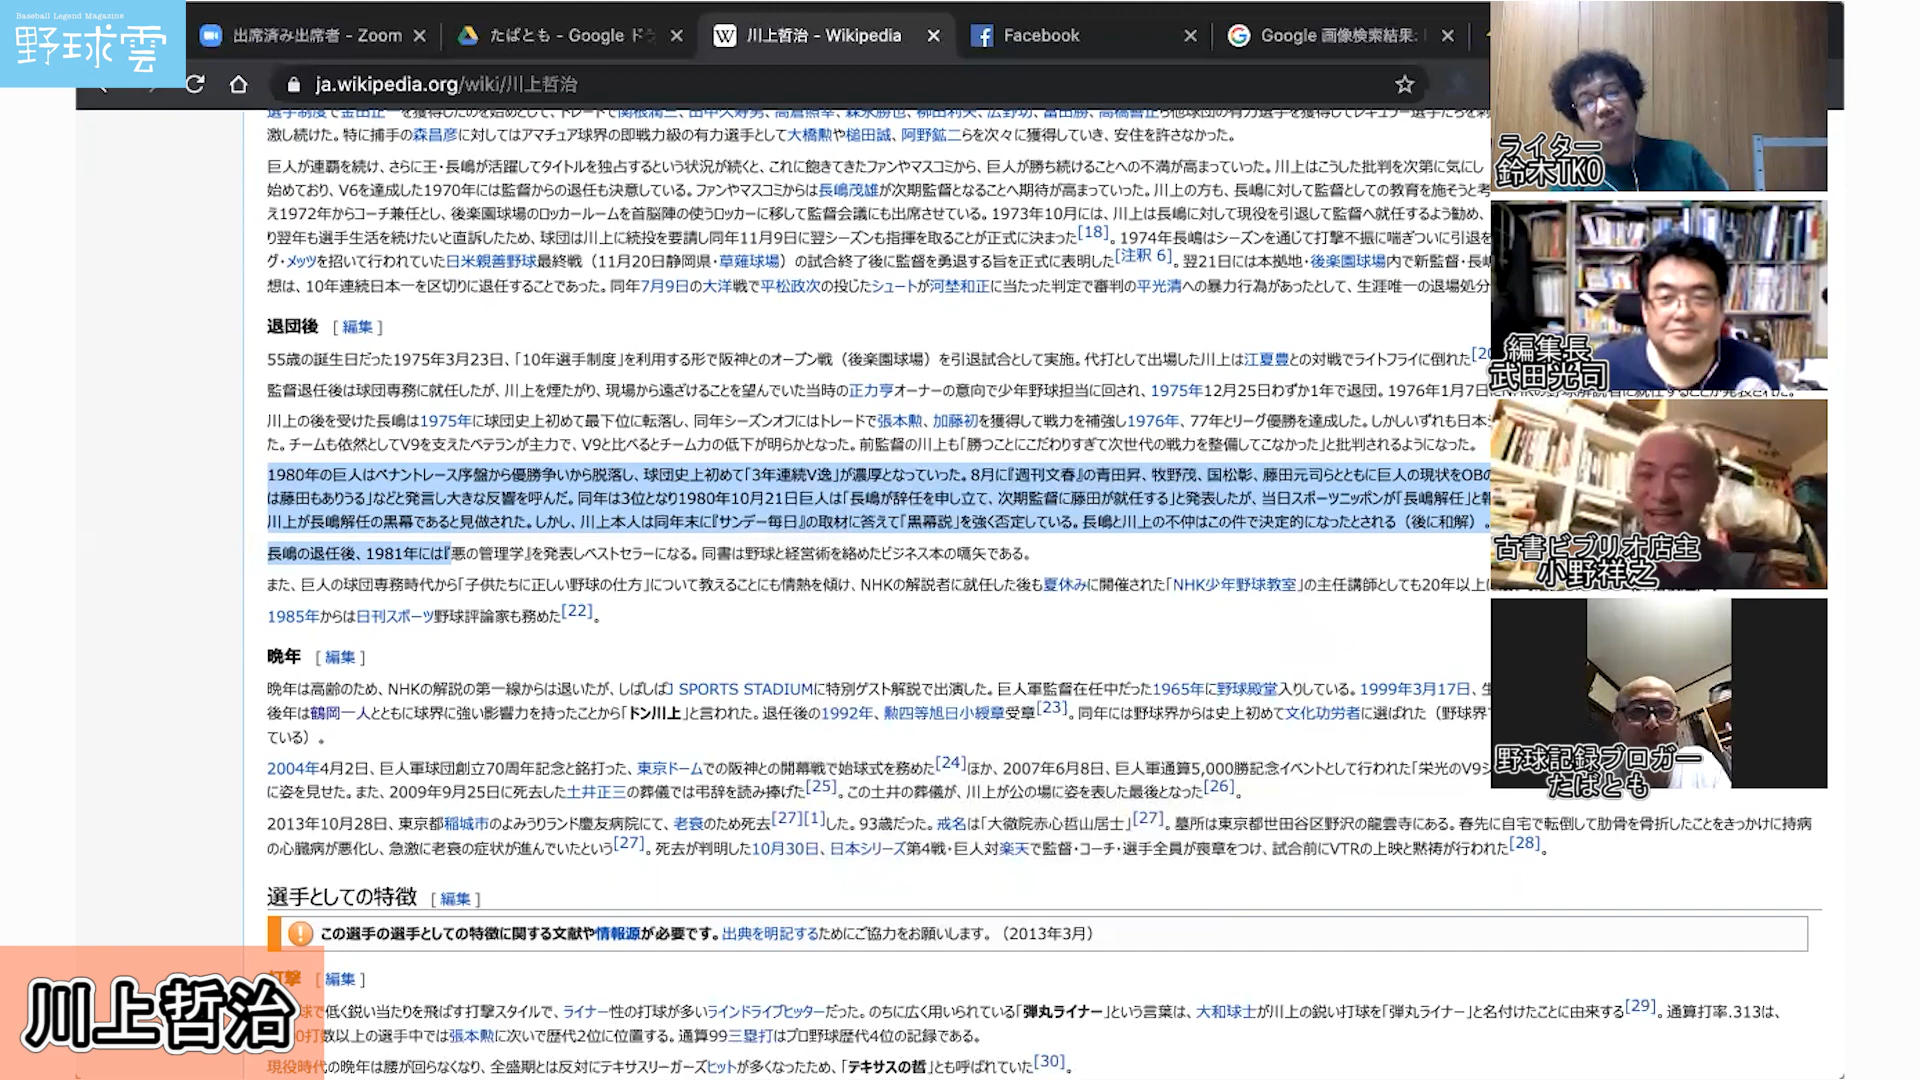 Baseball Legend Magazine
野球雲
出席済み出席者 - Zoom
たばとも - Google ド
川上哲治 - Wikipedia
Facebook
Google 画像検索結果:
ja.wikipedia.org/wiki/川上哲治
激し続けた。特に捕手の森昌彦に対してはアマチュア球界の即戦力級の有力選手として大橋勲や槌田誠、阿野鉱二らを次々に獲得していき、安住を許さなかった。
巨人が連覇を続け、さらに王・長嶋が活躍してタイトルを独占するという状況が続くと、これに飽きてきたファンやマスコミから、巨人が勝ち続けることへの不満が高まっていった。川上はこうした批判を次第に気にし
始めており、V6を達成した1970年には監督からの退任も決意している。ファンやマスコミからは長嶋茂雄が次期監督となることへ期待が高まっていった。川上の方も、長嶋に対して監督としての教育を施そうと考
え1972年からコーチ兼任とし、後楽園球場のロッカールームを首脳陣の使うロッカーに移して監督会議にも出席させている。1973年10月には、川上は長嶋に対して現役を引退して監督へ就任するよう勧め、
り翌年も選手生活を続けたいと直訴したため、球団は川上に続投を要請し同年11月9日に翌シーズンも指揮を取ることが正式に決まった[18]。1974年長嶋はシーズンを通じて打撃不振に喘ぎついに引退を
グ・メッツを招いて行われていた日米親善野球最終戦（11月20日静岡県・草薙球場）の試合終了後に監督を勇退する旨を正式に表明した[注釈 6]。翌21日には本拠地・後楽園球場内で新監督・長嶋
想は、10年連続日本一を区切りに退任することであった。同年7月9日の大洋戦で平松政次の投じたシュートが河埜和正に当たった判定で審判の平光清への暴力行為があったとして、生涯唯一の退場処分
退団後 [ 編集 ]
55歳の誕生日だった1975年3月23日、「10年選手制度」を利用する形で阪神とのオープン戦（後楽園球場）を引退試合として実施。代打として出場した川上は江夏豊との対戦でライトフライに倒れた[20
監督退任後は球団専務に就任したが、川上を煙たがり、現場から遠ざけることを望んでいた当時の正力亨オーナーの意向で少年野球担当に回され、1975年12月25日わずか1年で退団。1976年1月7日にNHKの野球解説者に就任することが発表された。
川上の後を受けた長嶋は1975年に球団史上初めて最下位に転落し、同年シーズンオフにはトレードで張本勲、加藤初を獲得して戦力を補強し1976年、77年とリーグ優勝を達成した。しかしいずれも日本
た。チームも依然としてV9を支えたベテランが主力で、V9と比べるとチーム力の低下が明らかとなった。前監督の川上も「勝つことにこだわりすぎて次世代の戦力を整備してこなかった」と批判されるようになった。
1980年の巨人はペナントレース序盤から優勝争いから脱落し、球団史上初めて「3年連続V逸」が濃厚となっていった。8月に『週刊文春』の青田昇、牧野茂、国松彰、藤田元司らとともに巨人の現状をOBの
は藤田もありうる」などと発言し大きな反響を呼んだ。同年は3位となり1980年10月21日巨人は「長嶋が辞任を申し立て、次期監督に藤田が就任する」と発表したが、当日スポーツニッポンが「長嶋解任」と報
川上が長嶋解任の黒幕であると見做された。しかし、川上本人は同年末に『サンデー毎日』の取材に答えて「黒幕説」を強く否定している。長嶋と川上の不仲はこの件で決定的になったとされる（後に和解）。
長嶋の退任後、1981年には『悪の管理学』を発表しベストセラーになる。同書は野球と経営術を絡めたビジネス本の嚆矢である。
また、巨人の球団専務時代から「子供たちに正しい野球の仕方」について教えることにも情熱を傾け、NHKの解説者に就任した後も夏休みに開催された「NHK少年野球教室」の主任講師としても20年以上に
1985年からは日刊スポーツ野球評論家も務めた[22]。
晩年 [ 編集 ]
晩年は高齢のため、NHKの解説の第一線からは退いたが、しばしばJ SPORTS STADIUMに特別ゲスト解説で出演した。巨人軍監督在任中だった1965年に野球殿堂入りしている。1999年3月17日、生
後年は鶴岡一人とともに球界に強い影響力を持ったことから「ドン川上」と言われた。退任後の1992年、勲四等旭日小綬章受章[23]。同年には野球界からは史上初めて文化功労者に選ばれた（野球界
ている）。
2004年4月2日、巨人軍球団創立70周年記念と銘打った、東京ドームでの阪神との開幕戦で始球式を務めた[24]ほか、2007年6月8日、巨人軍通算5,000勝記念イベントとして行われた「栄光のV9シ
に姿を見せた。また、2009年9月25日に死去した土井正三の葬儀では弔辞を読み捧げた[25]。この土井の葬儀が、川上が公の場に姿を表した最後となった[26]。
2013年10月28日、東京都稲城市のよみうりランド慶友病院にて、老衰のため死去[27][1]した。93歳だった。戒名は「大徹院赤心哲山居士」[27]。墓所は東京都世田谷区野沢の龍雲寺にある。春先に自宅で転倒して肋骨を骨折したことをきっかけに持病
の心臓病が悪化し、急激に老衰の症状が進んでいたという[27]。死去が判明した10月30日、日本シリーズ第4戦・巨人対楽天で監督・コーチ・選手全員が喪章をつけ、試合前にVTRの上映と黙祷が行われた[28]。
選手としての特徴 [ 編集 ]
この選手の選手としての特徴に関する文献や情報源が必要です。出典を明記するためにご協力をお願いします。（2013年3月）
打撃 [ 編集 ]
球で低く鋭い当たりを飛ばす打撃スタイルで、ライナー性の打球が多いラインドライブヒッターだった。のちに広く用いられている「弾丸ライナー」という言葉は、大和球士が川上の鋭い打球を「弾丸ライナー」と名付けたことに由来する[29]。通算打率.313は、
0打数以上の選手中では張本勲に次いで歴代2位に位置する。通算99三塁打はプロ野球歴代4位の記録である。
現役時代の晩年は腰が回らなくなり、全盛期とは反対にテキサスリーガーズヒットが多くなったため、「テキサスの哲」とも呼ばれていた[30]。
川上哲治
ライター
鈴木TKO
編集長
武田光司
古書ビブリオ店主
小野祥之
野球記録ブロガー
たばとも